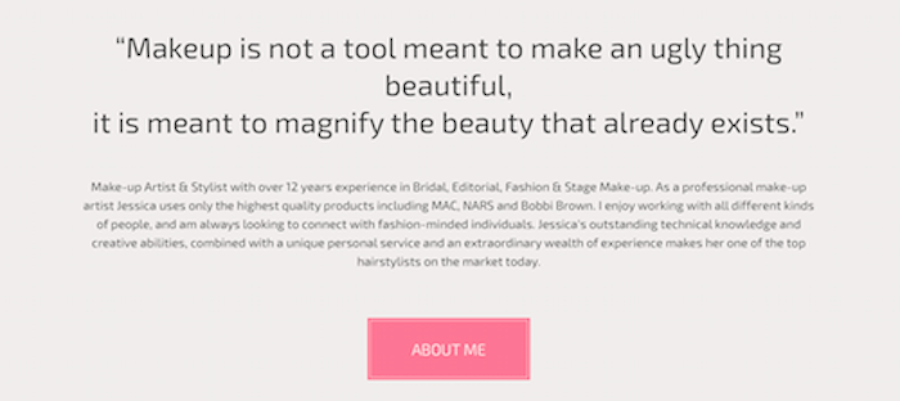 “Makeup is not a tool meant to make an ugly thing
beautiful,
it is meant to magnify the beauty that already exists.”
Make-up Artist & Stylist with over 12 years experience in Bridal, Editorial, Fashion & Stage Make-up. As a professional make-up
artist Jessica uses only the highest quality products including MAC, NARS and Bobbi Brown. I enjoy working with all different kinds
of people, and am always looking to connect with fashion-minded individuals. Jessica's outstanding technical knowledge and
creative abilities, combined with a unique personal service and an extraordinary wealth of experience makes her one of the top
hairstylists on the market today.
ABOUT ME